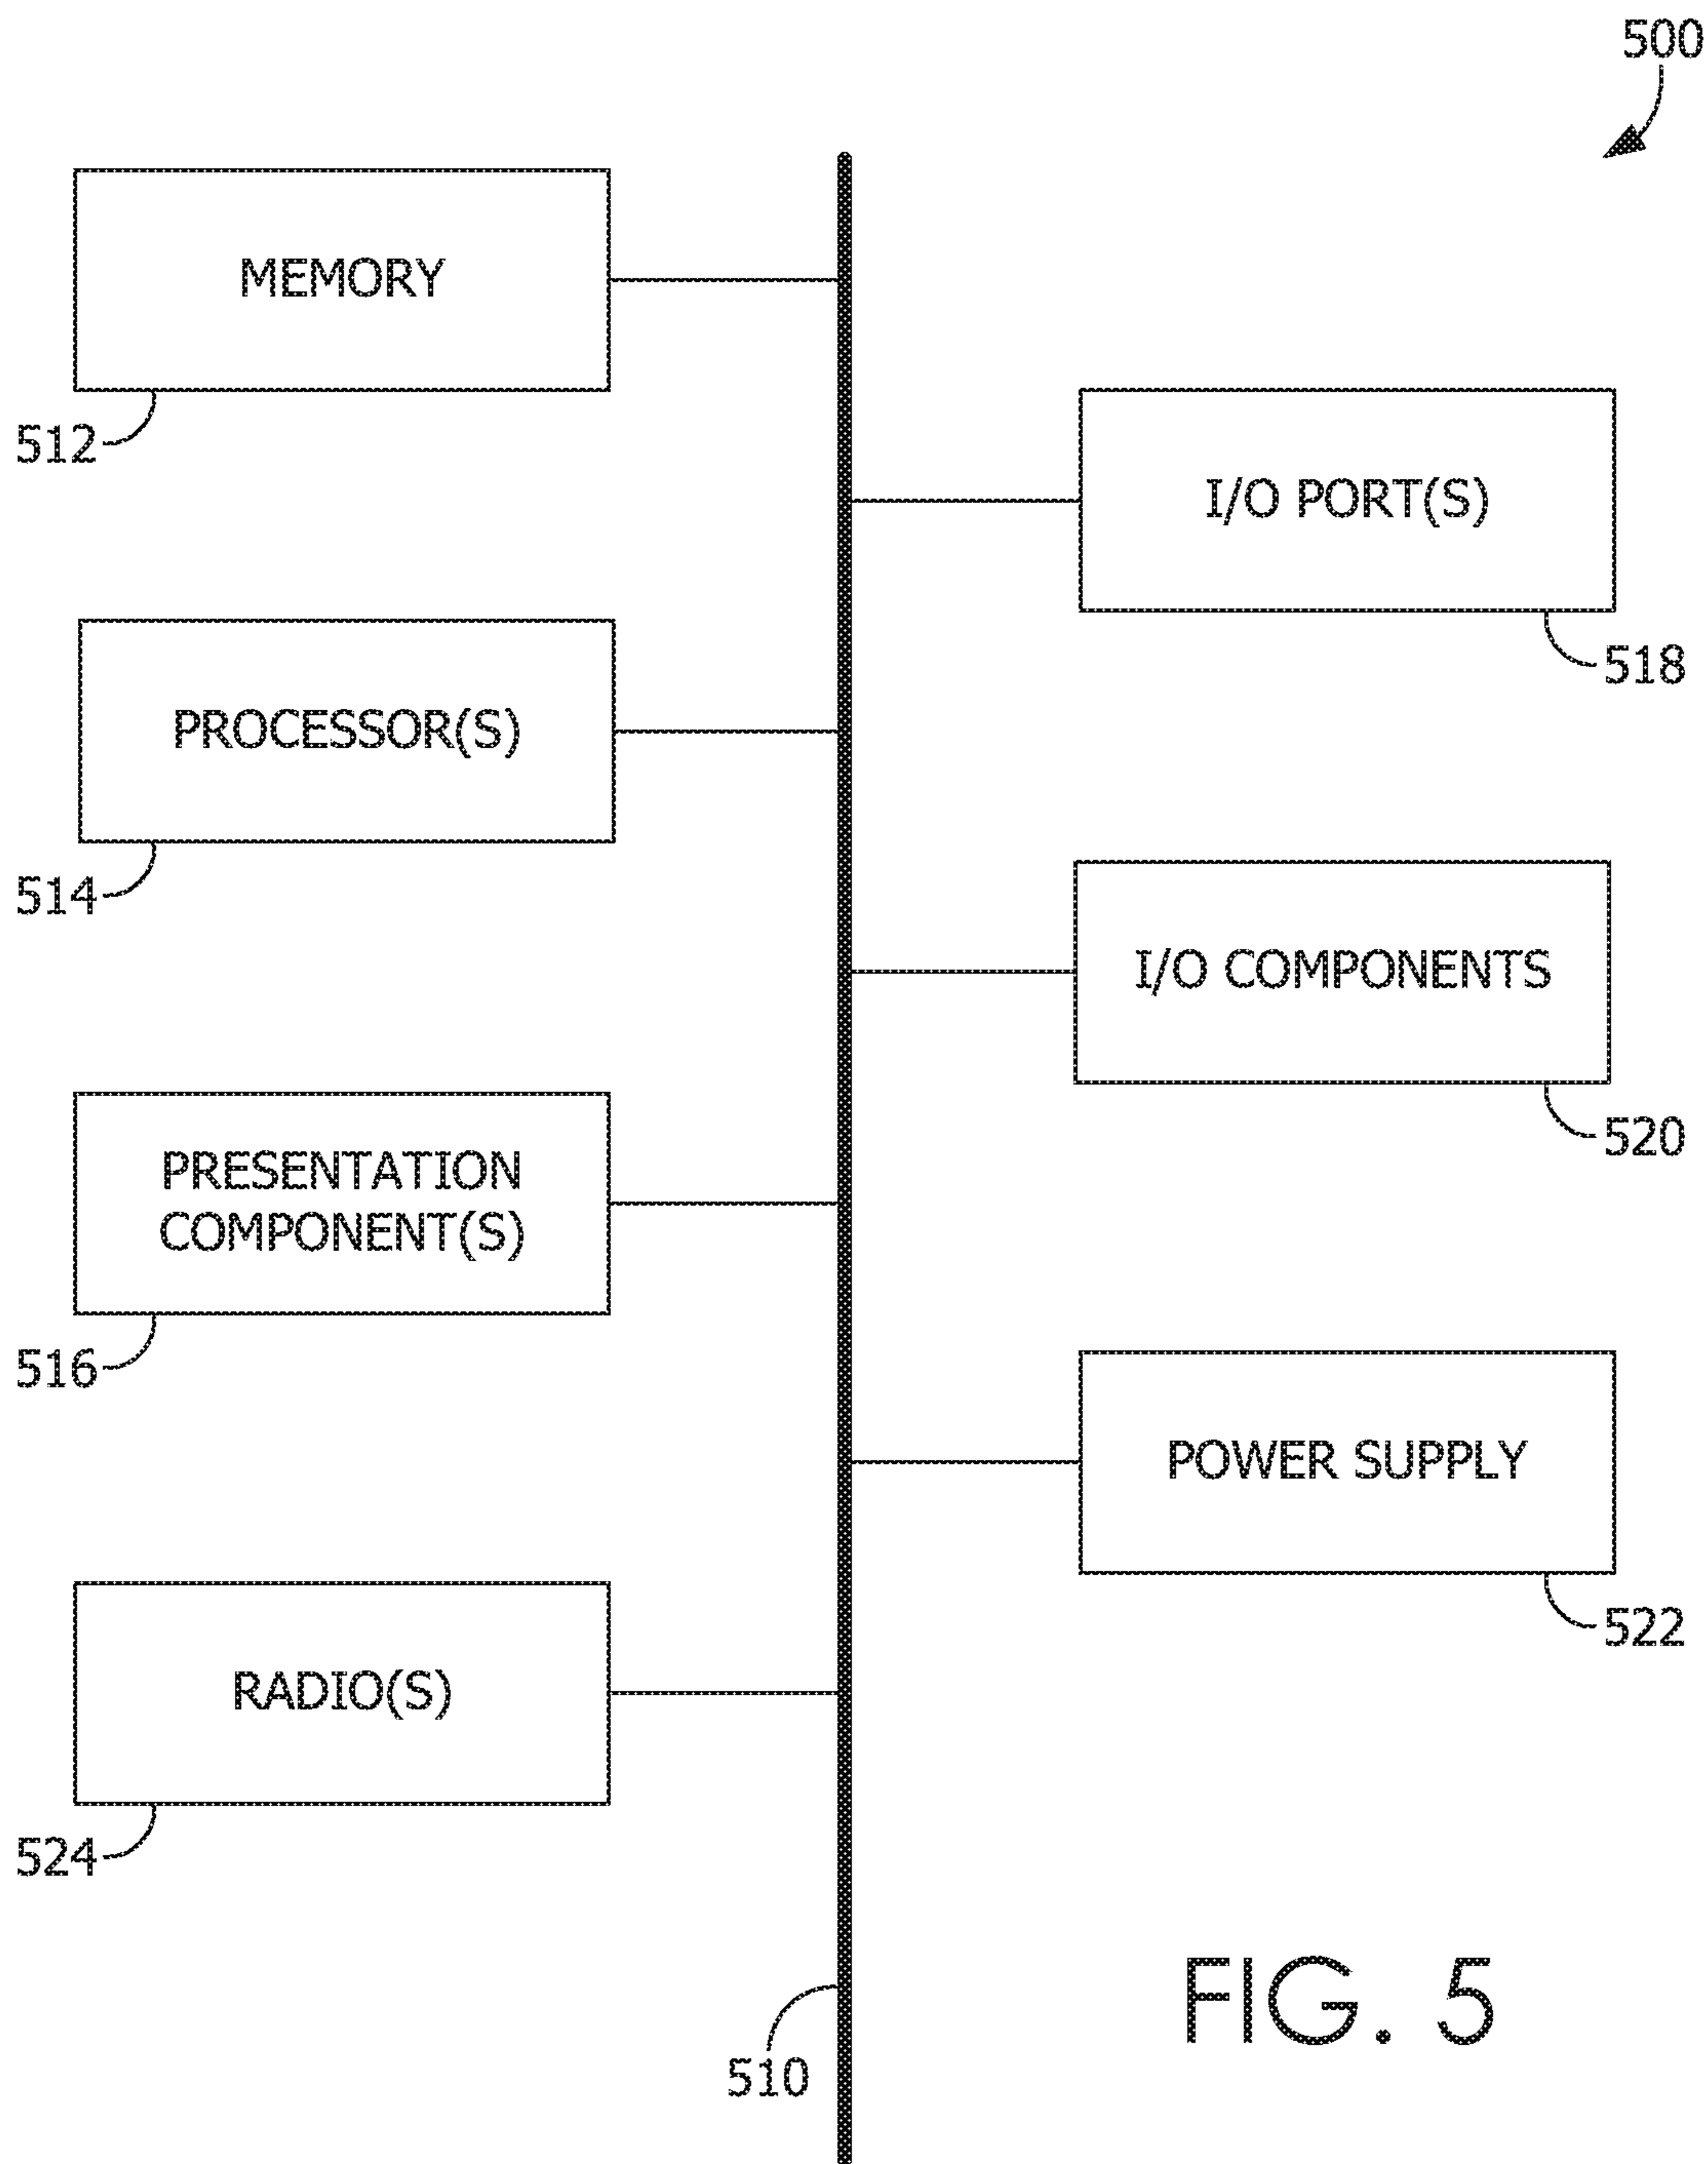 500
MEMORY
512
I/O PORT(S)
518
PROCESSOR(S)
514
I/O COMPONENTS
520
PRESENTATION
COMPONENT(S)
516
POWER SUPPLY
522
RADIO(S)
524
510
FIG. 5